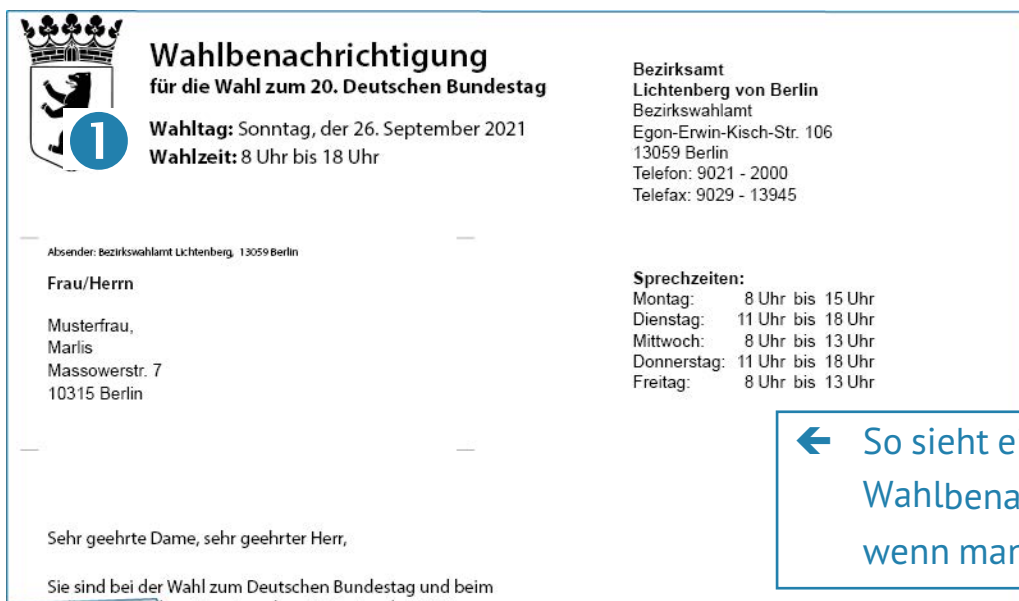 Wahlbenachrichtigung
für die Wahl zum 20. Deutschen Bundestag
Wahltag: Sonntag, der 26. September 2021
Wahlzeit: 8 Uhr bis 18 Uhr
1
Bezirksamt
Lichtenberg von Berlin
Bezirkswahlamt
Egon-Erwin-Kisch-Str. 106
13059 Berlin
Telefon: 9021 - 2000
Telefax: 9029 - 13945
Absender: Bezirkswahlamt Lichtenberg, 13059 Berlin
Frau/Herrn
Musterfrau,
Marlis
Massowerstr. 7
10315 Berlin
Sprechzeiten:
Montag: 8 Uhr bis 15 Uhr
Dienstag: 11 Uhr bis 18 Uhr
Mittwoch: 8 Uhr bis 13 Uhr
Donnerstag: 11 Uhr bis 18 Uhr
Freitag: 8 Uhr bis 13 Uhr
← So sieht e
Wahlbena
wenn man
Sehr geehrte Dame, sehr geehrter Herr,
Sie sind bei der Wahl zum Deutschen Bundestag und beim